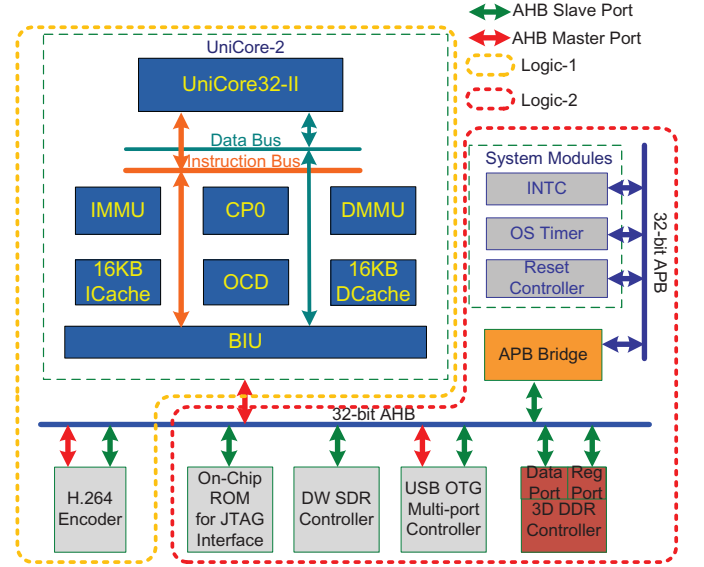 AHB Slave Port
AHB Master Port
Logic-1
Logic-2
UniCore-2
UniCore32-II
Data Bus
Instruction Bus
IMMU
CP0
DMMU
16KB
ICache
OCD
16KB
DCache
BIU
System Modules
INTC
OS Timer
Reset
Controller
32-bit APB
APB Bridge
32-bit AHB
H.264
Encoder
On-Chip
ROM
for JTAG
Interface
DW SDR
Controller
USB OTG
Multi-port
Controller
Data
Port
Reg
Port
3D DDR
Controller